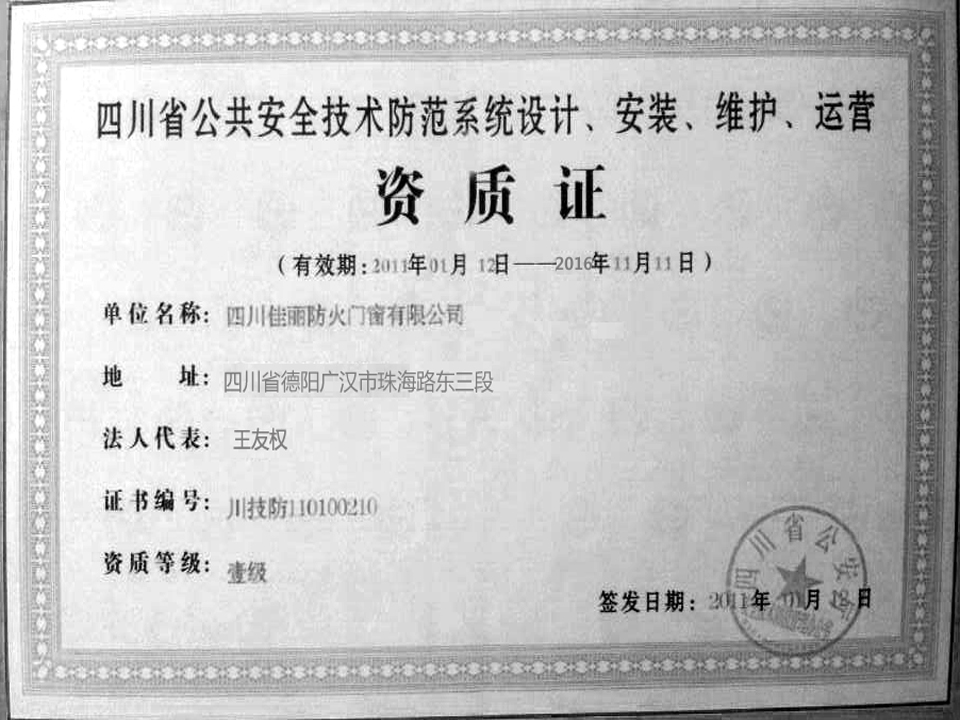 四川省公共安全技术防范系统设计、安装、维护、运营
资质证
（有效期：2011年01月12日——2016年11月11日）
单位名称：四川佳丽防火门窗有限公司
地 址：四川省德阳广汉市珠海路东三段
法人代表：王友权
证书编号：川技防110100210
资质等级：壹级
四川省公安
签发日期：2011年01月12日